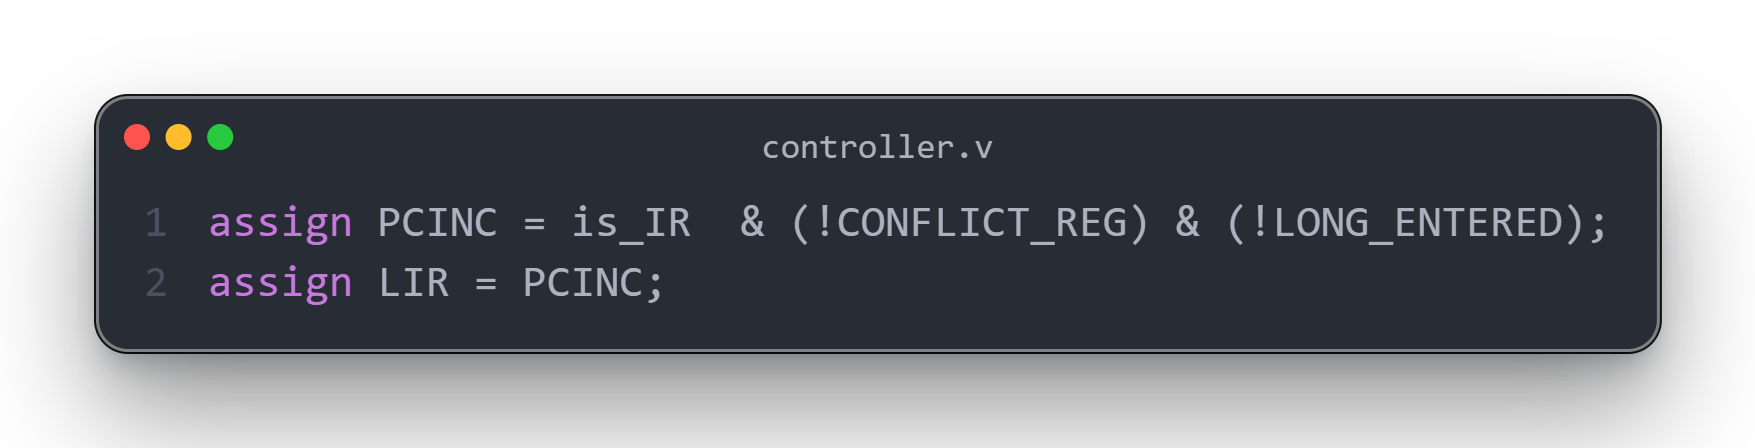 controller.v
1 assign PCINC = is_IR  & (!CONFLICT_REG) & (!LONG_ENTERED);
2 assign LIR = PCINC;